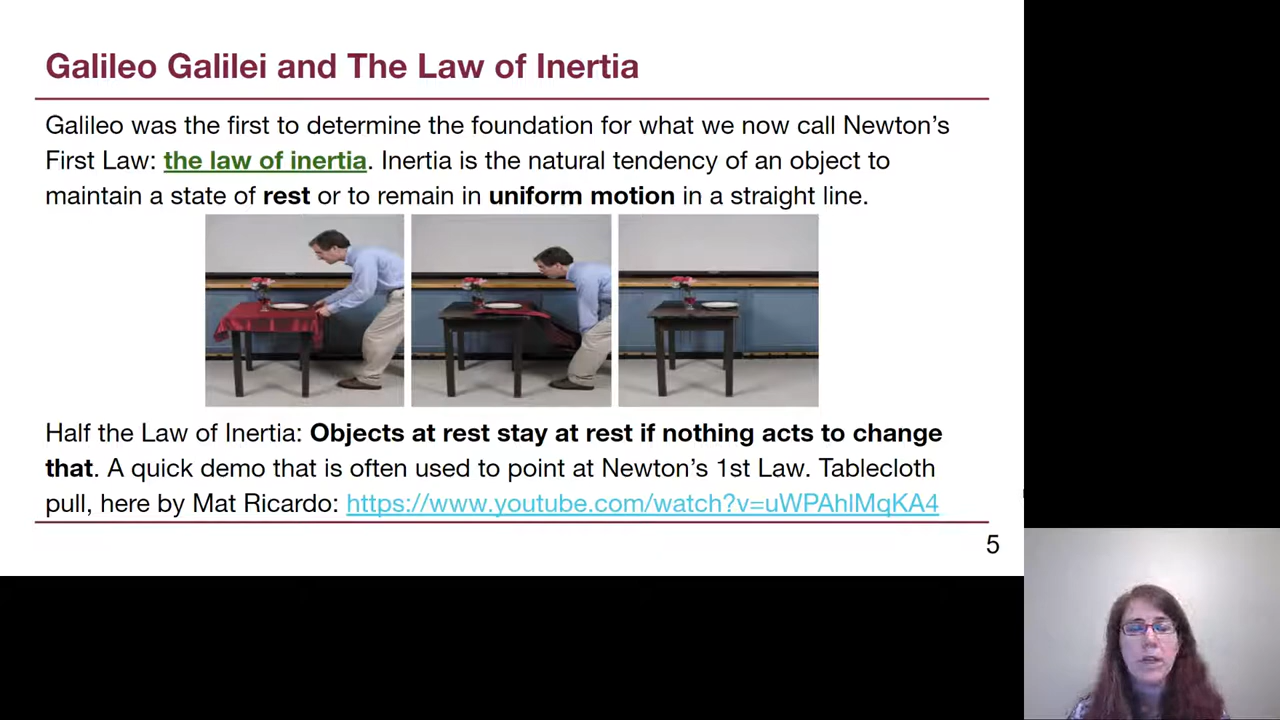 Galileo Galilei and The Law of Inertia
Galileo was the first to determine the foundation for what we now call Newton's
First Law: the law of inertia. Inertia is the natural tendency of an object to
maintain a state of rest or to remain in uniform motion in a straight line.
Half the Law of Inertia: Objects at rest stay at rest if nothing acts to change
that. A quick demo that is often used to point at Newton's 1st Law. Tablecloth
pull, here by Mat Ricardo: https://www.youtube.com/watch?v=uWPAhlMqKA4
5